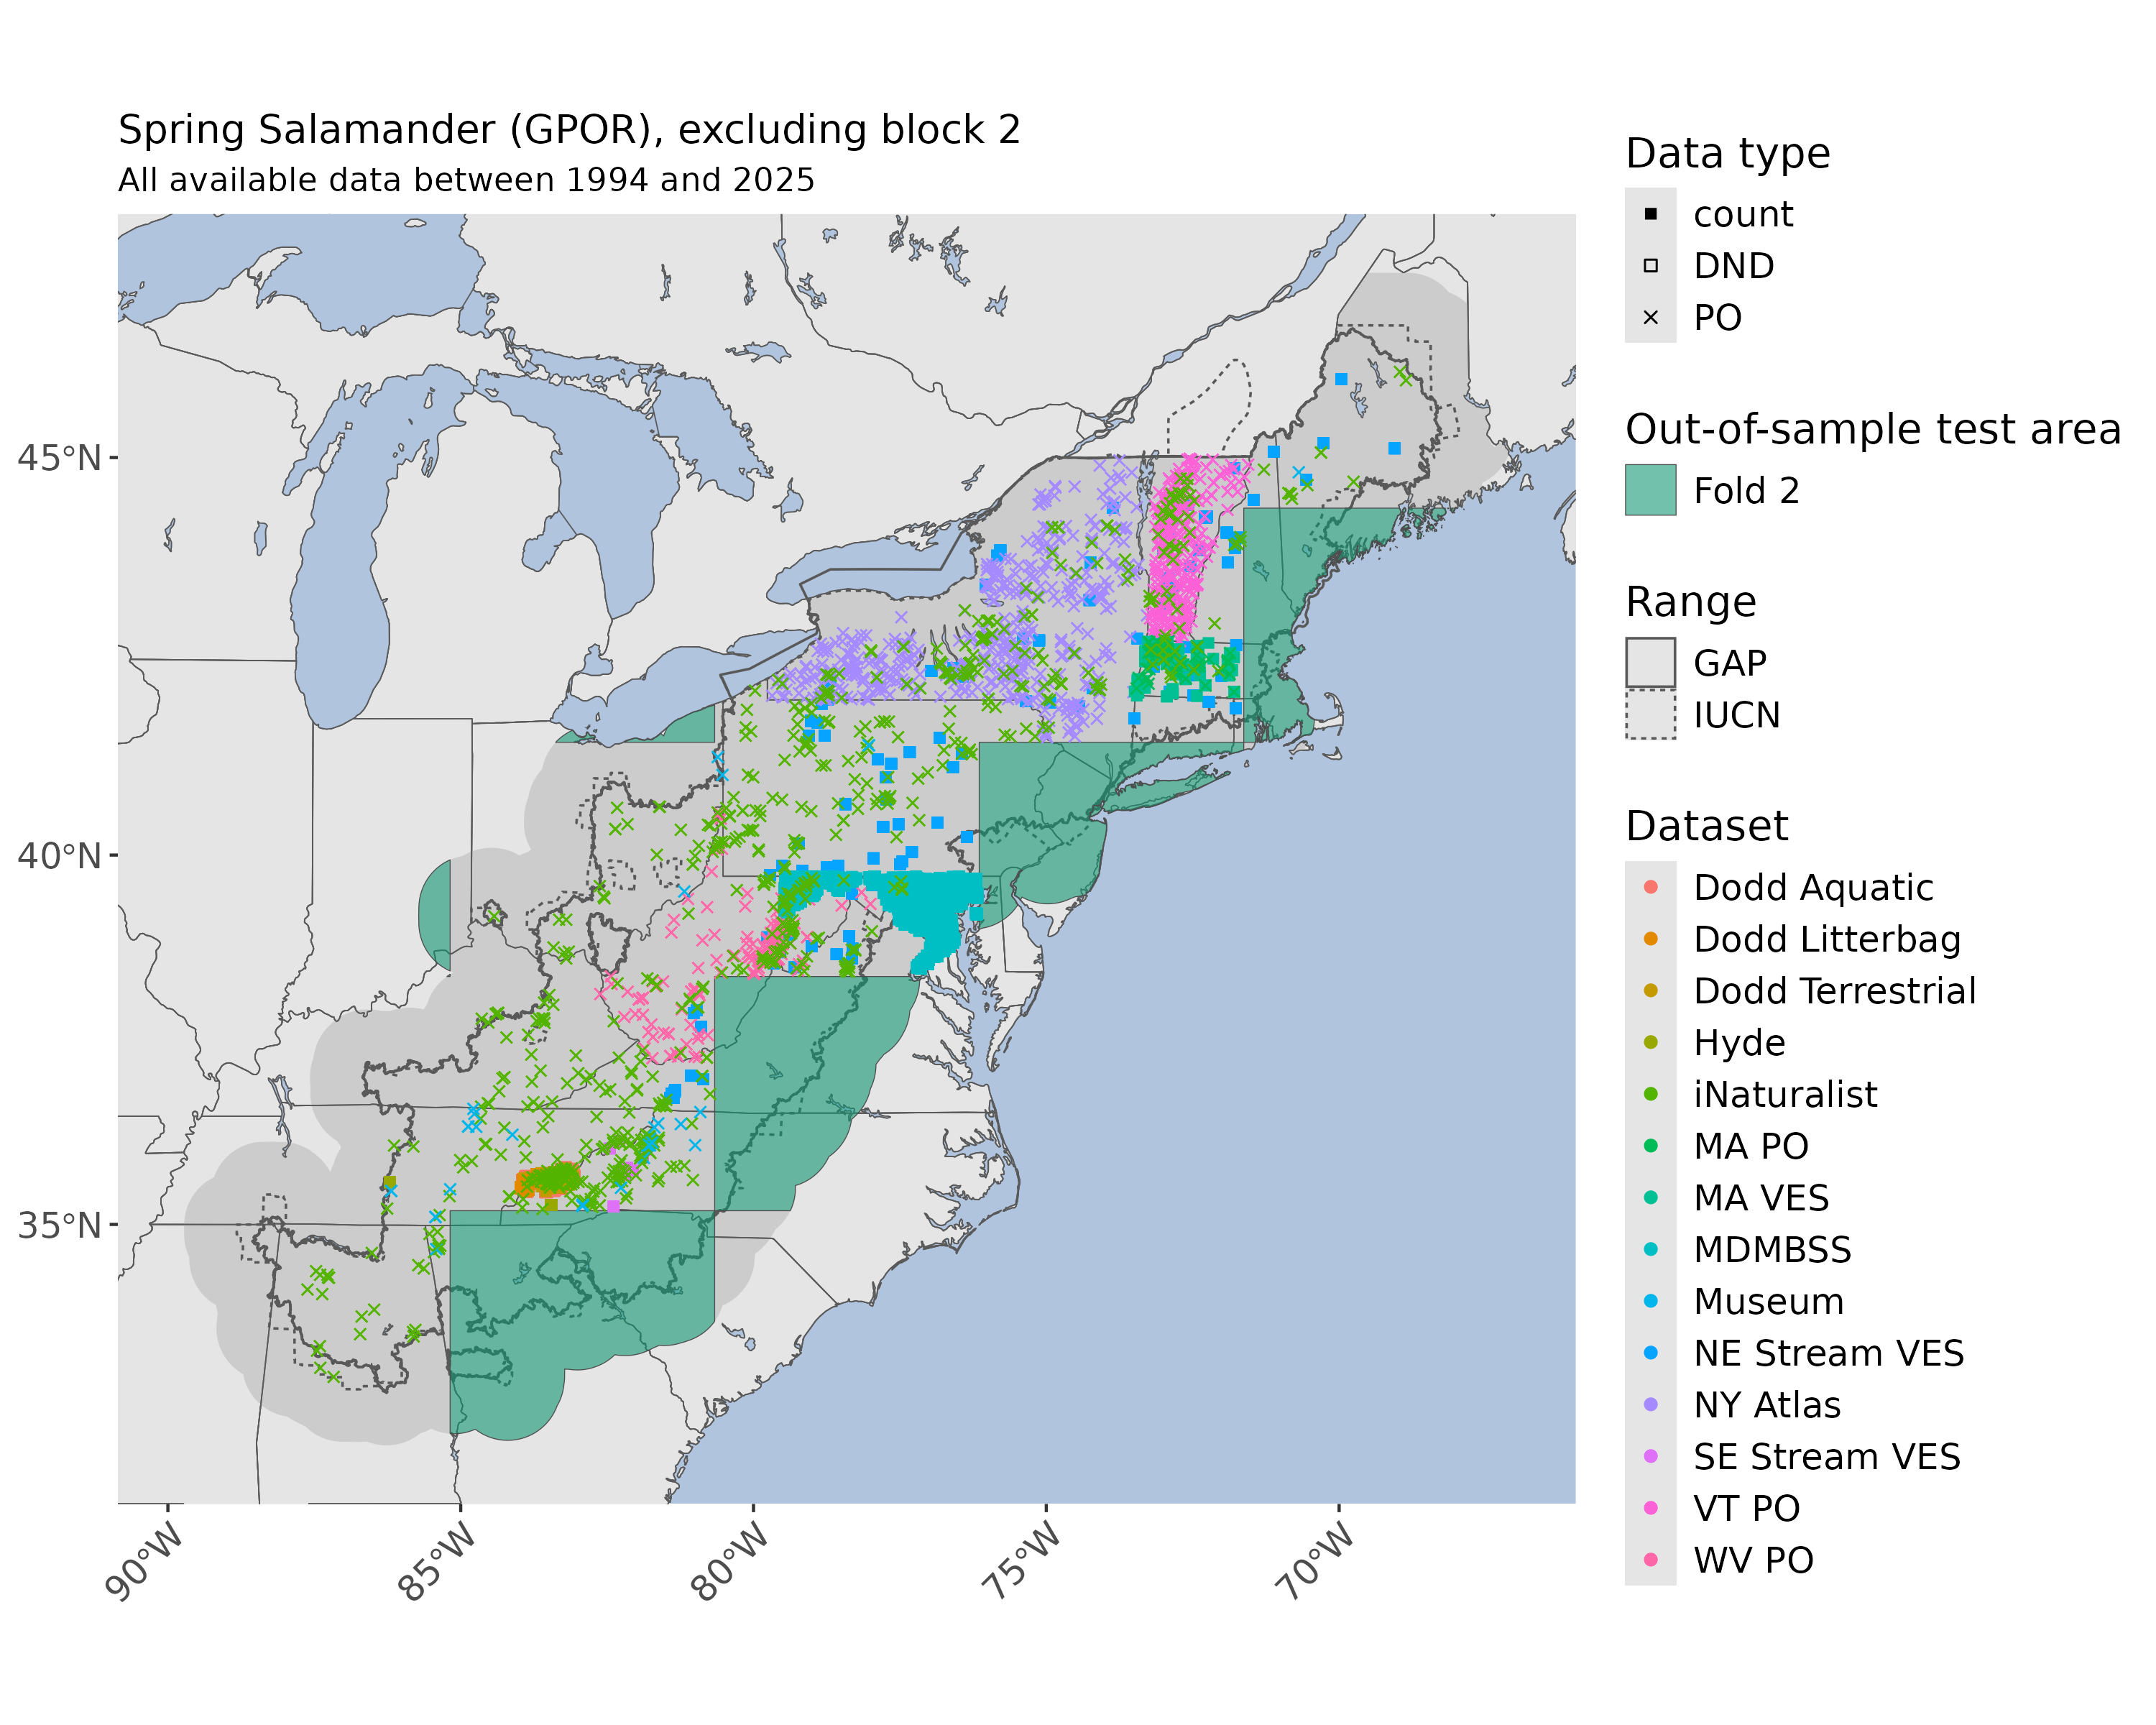 Spring Salamander (GPOR), excluding block 2
All available data between 1994 and 2025
45°N
40°N
35°N
90°W
85°W
80°W
75°W
70°W
Data type
count
DND
PO
Out-of-sample test area
Fold 2
Range
GAP
IUCN
Dataset
Dodd Aquatic
Dodd Litterbag
Dodd Terrestrial
Hyde
iNaturalist
MA PO
MA VES
MDMBSS
Museum
NE Stream VES
NY Atlas
SE Stream VES
VT PO
WV PO